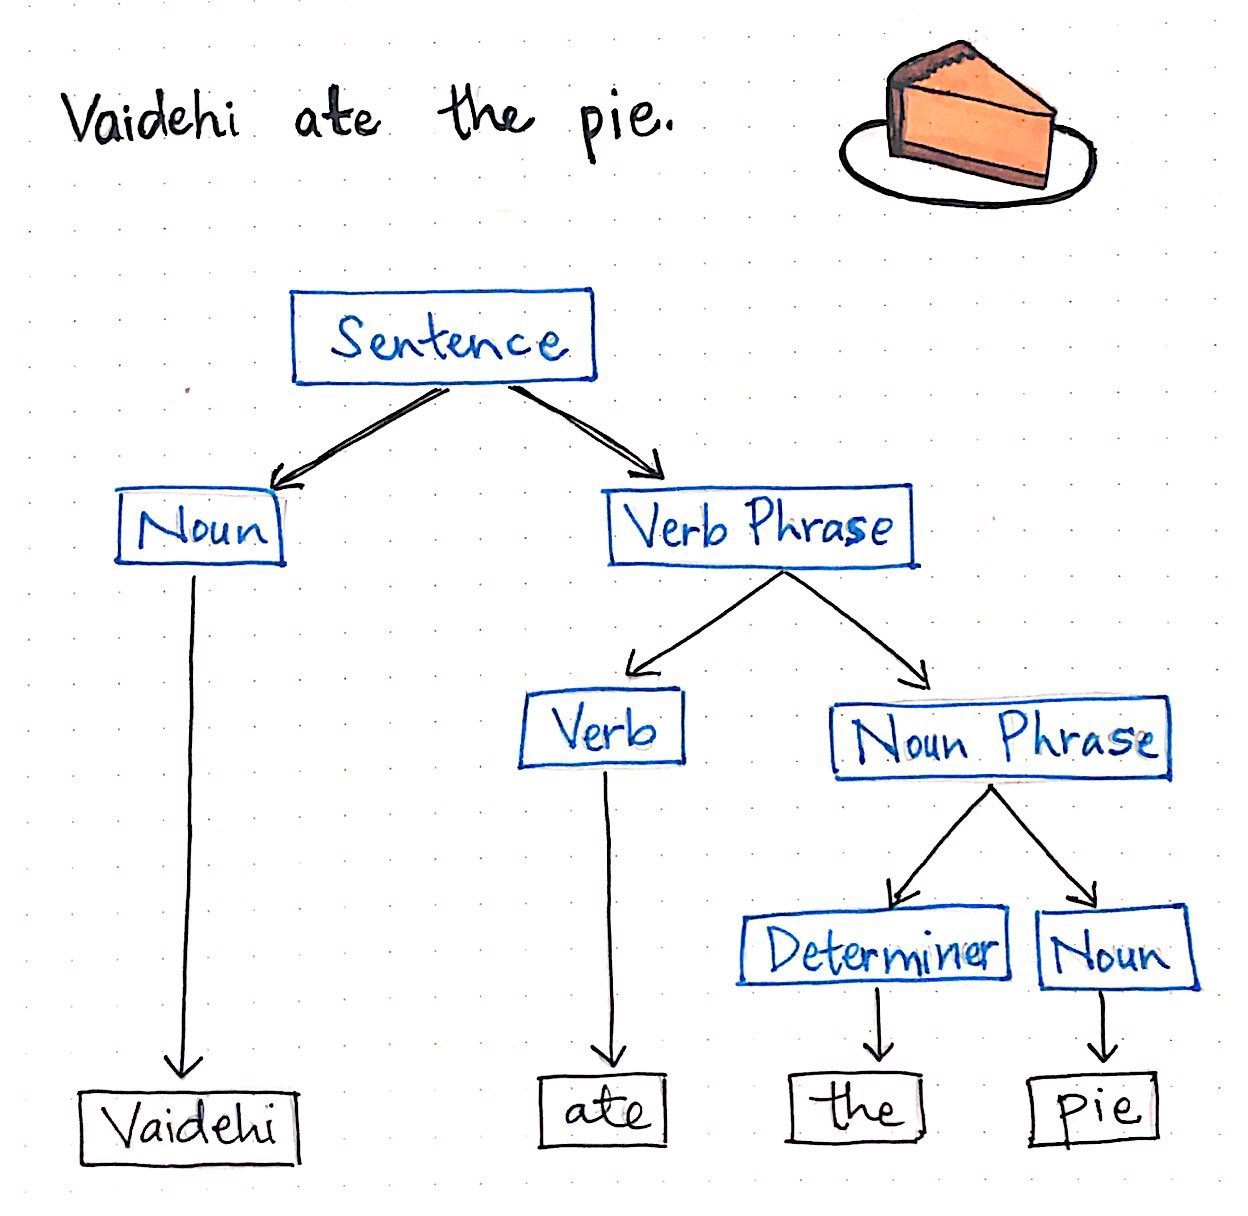 Vaidehi ate the pie.
Sentence
Noun
Verb Phrase
Verb
Noun Phrase
Determiner
Noun
Vaidehi
ate
the
pie